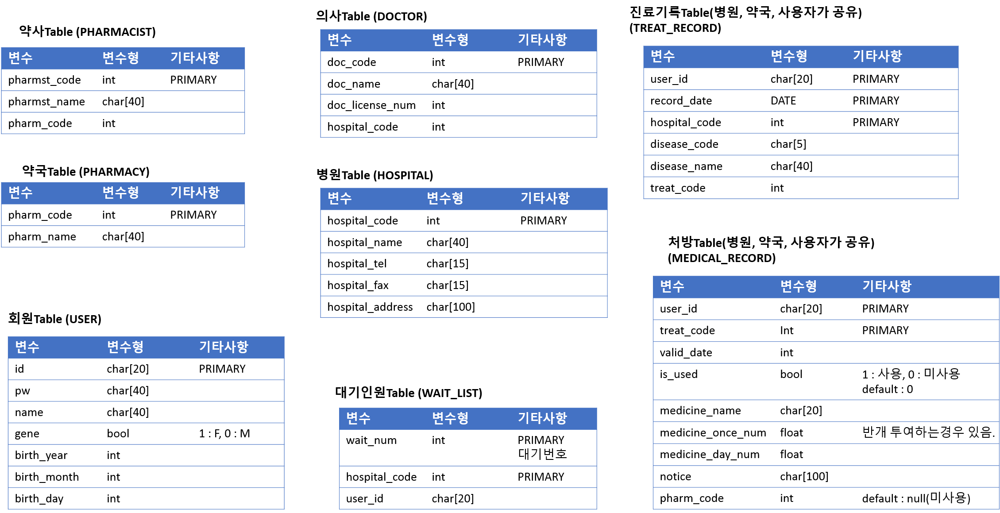 약사Table (PHARMACIST)
변수 변수형 기타사항
pharmst_code int PRIMARY
pharmst_name char[40]
pharm_code int
약국Table (PHARMACY)
변수 변수형 기타사항
pharm_code int PRIMARY
pharm_name char[40]
회원Table (USER)
변수 변수형 기타사항
id char[20] PRIMARY
pw char[40]
name char[40]
gene bool 1 : F, 0 : M
birth_year int
birth_month int
birth_day int
의사Table (DOCTOR)
변수 변수형 기타사항
doc_code int PRIMARY
doc_name char[40]
doc_license_num int
hospital_code int
병원Table (HOSPITAL)
변수 변수형 기타사항
hospital_code int PRIMARY
hospital_name char[40]
hospital_tel char[15]
hospital_fax char[15]
hospital_address char[100]
대기인원Table (WAIT_LIST)
변수 변수형 기타사항
wait_num int PRIMARY
대기번호
hospital_code int PRIMARY
user_id char[20]
진료기록Table(병원, 약국, 사용자가 공유)
(TREAT_RECORD)
변수 변수형 기타사항
user_id char[20] PRIMARY
record_date DATE PRIMARY
hospital_code int PRIMARY
disease_code char[5]
disease_name char[40]
treat_code int
처방Table(병원, 약국, 사용자가 공유)
(MEDICAL_RECORD)
변수 변수형 기타사항
user_id char[20] PRIMARY
treat_code Int PRIMARY
valid_date int
is_used bool 1 : 사용, 0 : 미사용
default : 0
medicine_name char[20]
medicine_once_num float 반개 투여하는경우 있음.
medicine_day_num float
notice char[100]
pharm_code int default : null(미사용)